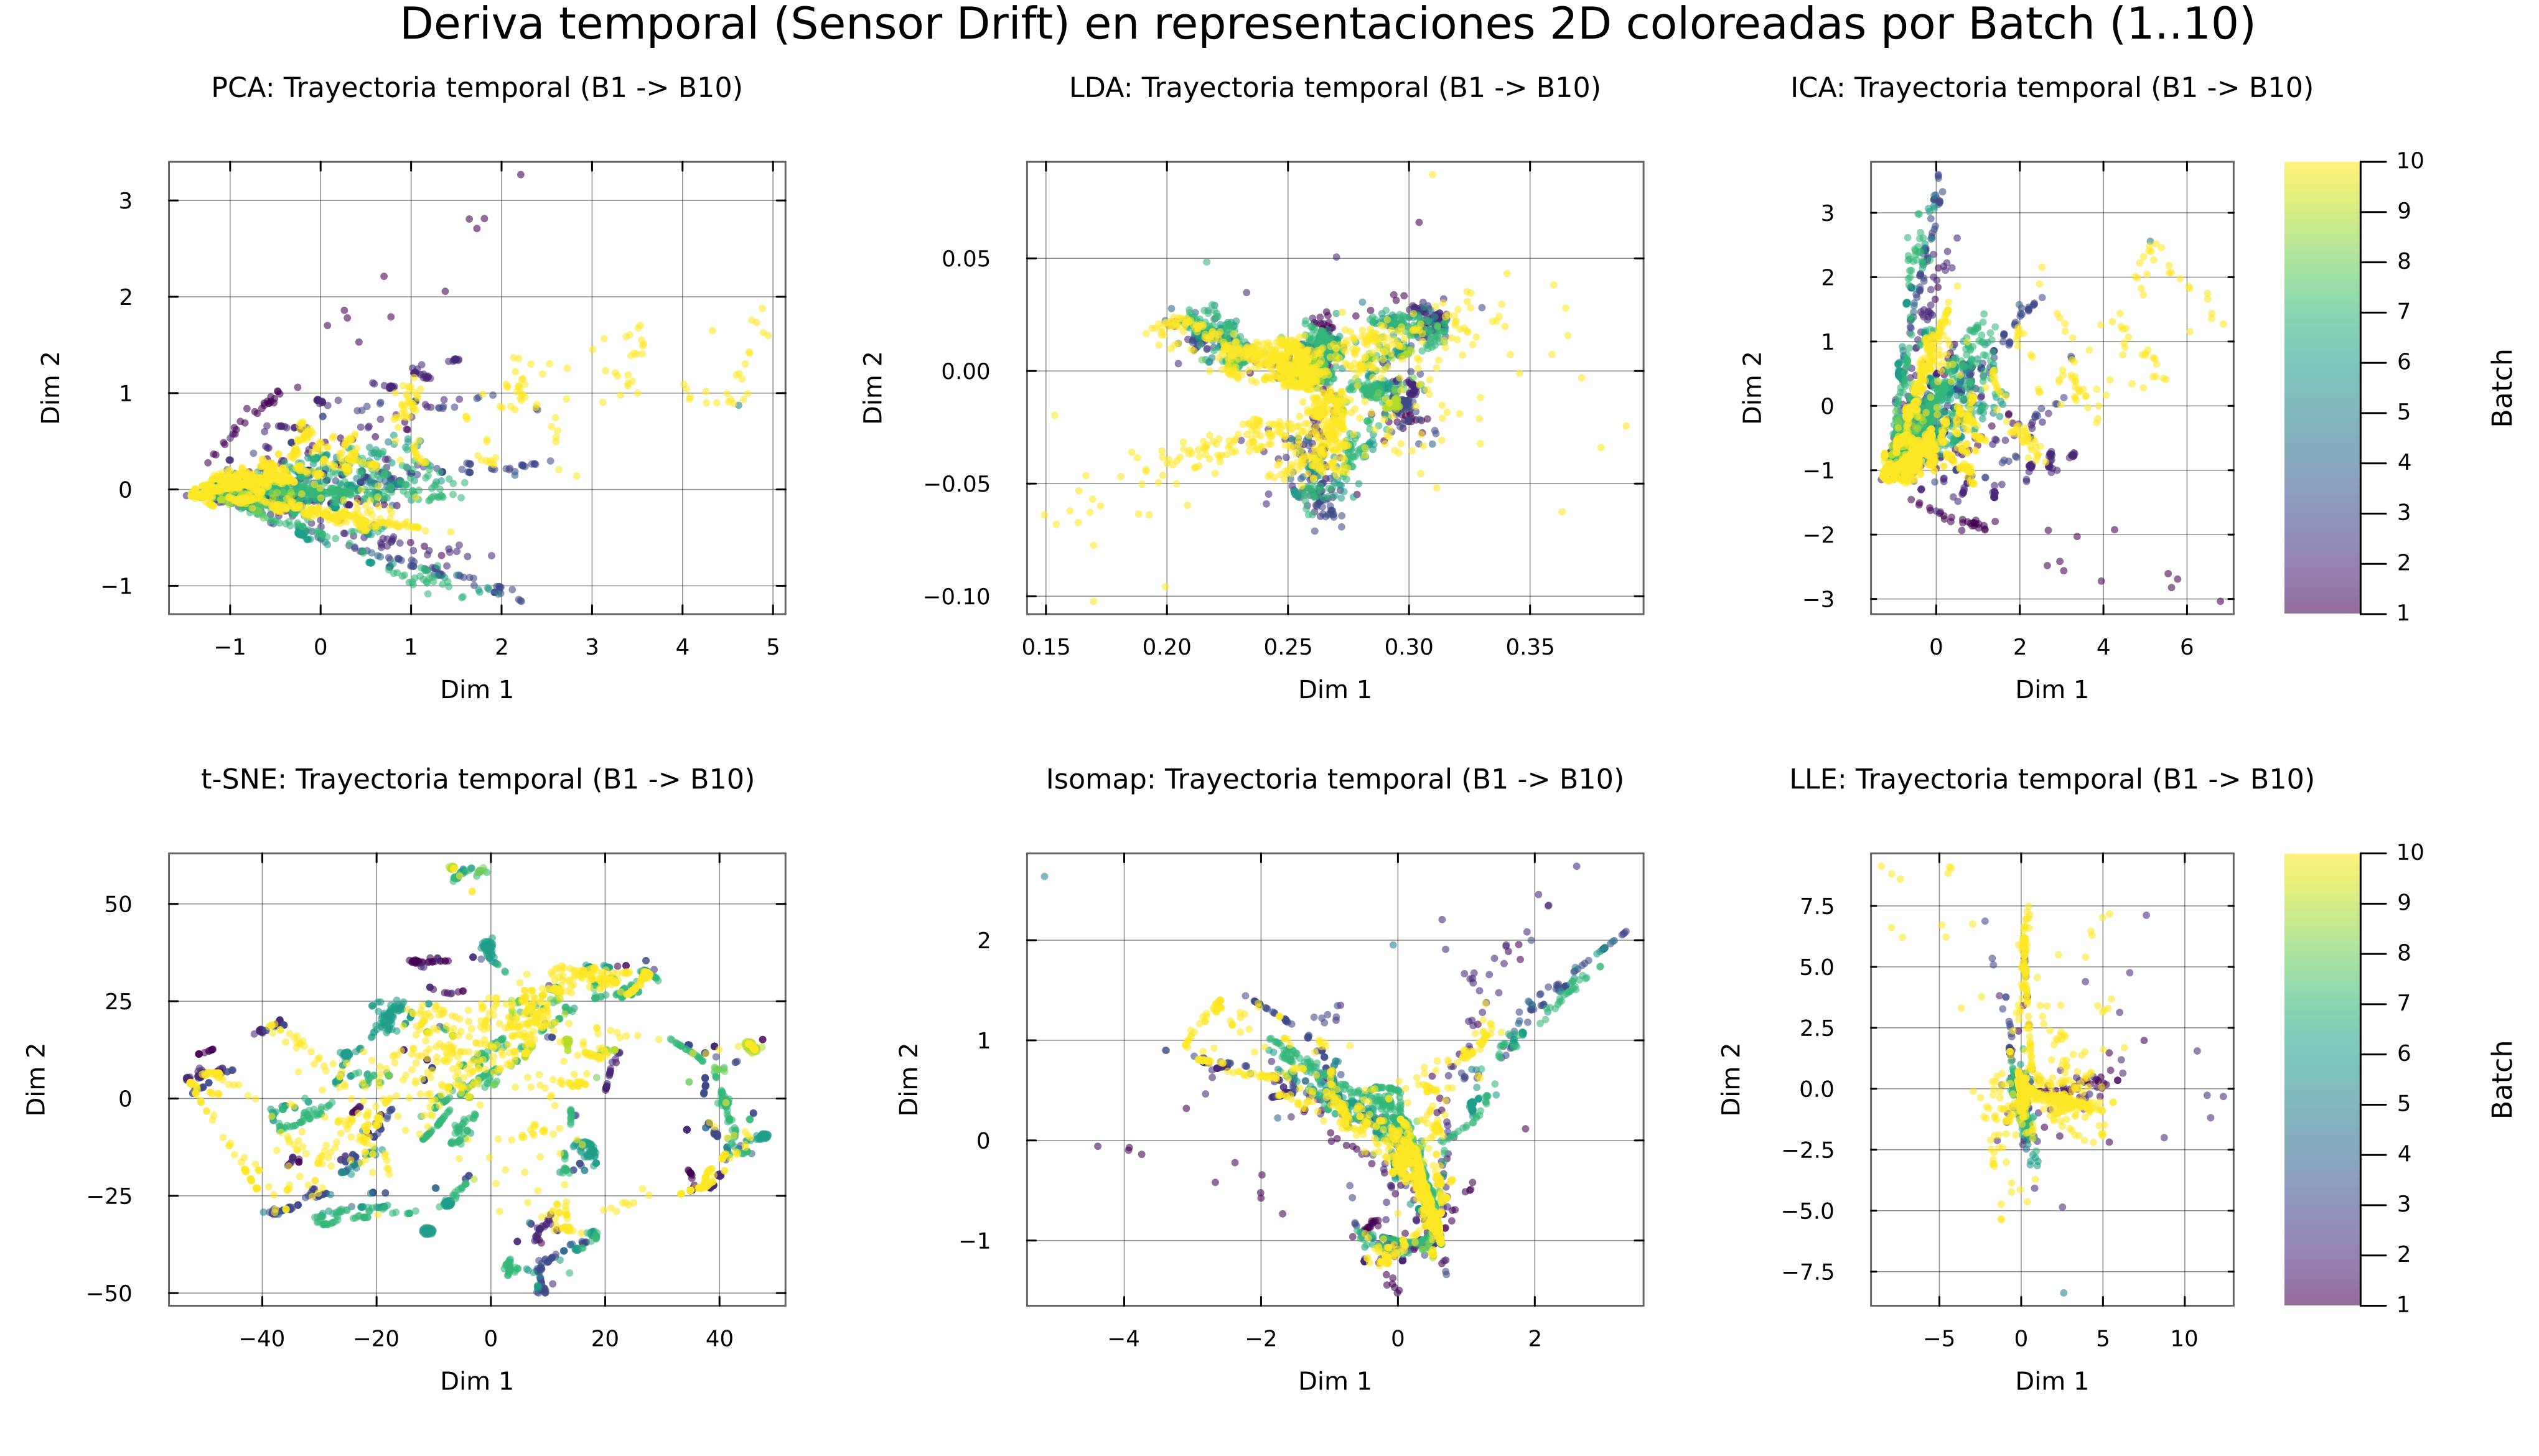 Deriva temporal (Sensor Drift) en representaciones 2D coloreadas por Batch (1..10)
PCA: Trayectoria temporal (B1 -> B10)
3
2
1
0
−1
Dim 2
−1 0 1 2 3 4 5
Dim 1
LDA: Trayectoria temporal (B1 -> B10)
0.05
0.00
−0.05
−0.10
Dim 2
0.15 0.20 0.25 0.30 0.35
Dim 1
ICA: Trayectoria temporal (B1 -> B10)
3
2
1
0
−1
−2
−3
Dim 2
0 2 4 6
Dim 1
10
9
8
7
6
5
4
3
2
1
Batch
t-SNE: Trayectoria temporal (B1 -> B10)
50
25
0
−25
−50
Dim 2
−40 −20 0 20 40
Dim 1
Isomap: Trayectoria temporal (B1 -> B10)
2
1
0
−1
Dim 2
−4 −2 0 2
Dim 1
LLE: Trayectoria temporal (B1 -> B10)
7.5
5.0
2.5
0.0
−2.5
−5.0
−7.5
Dim 2
−5 0 5 10
Dim 1
10
9
8
7
6
5
4
3
2
1
Batch